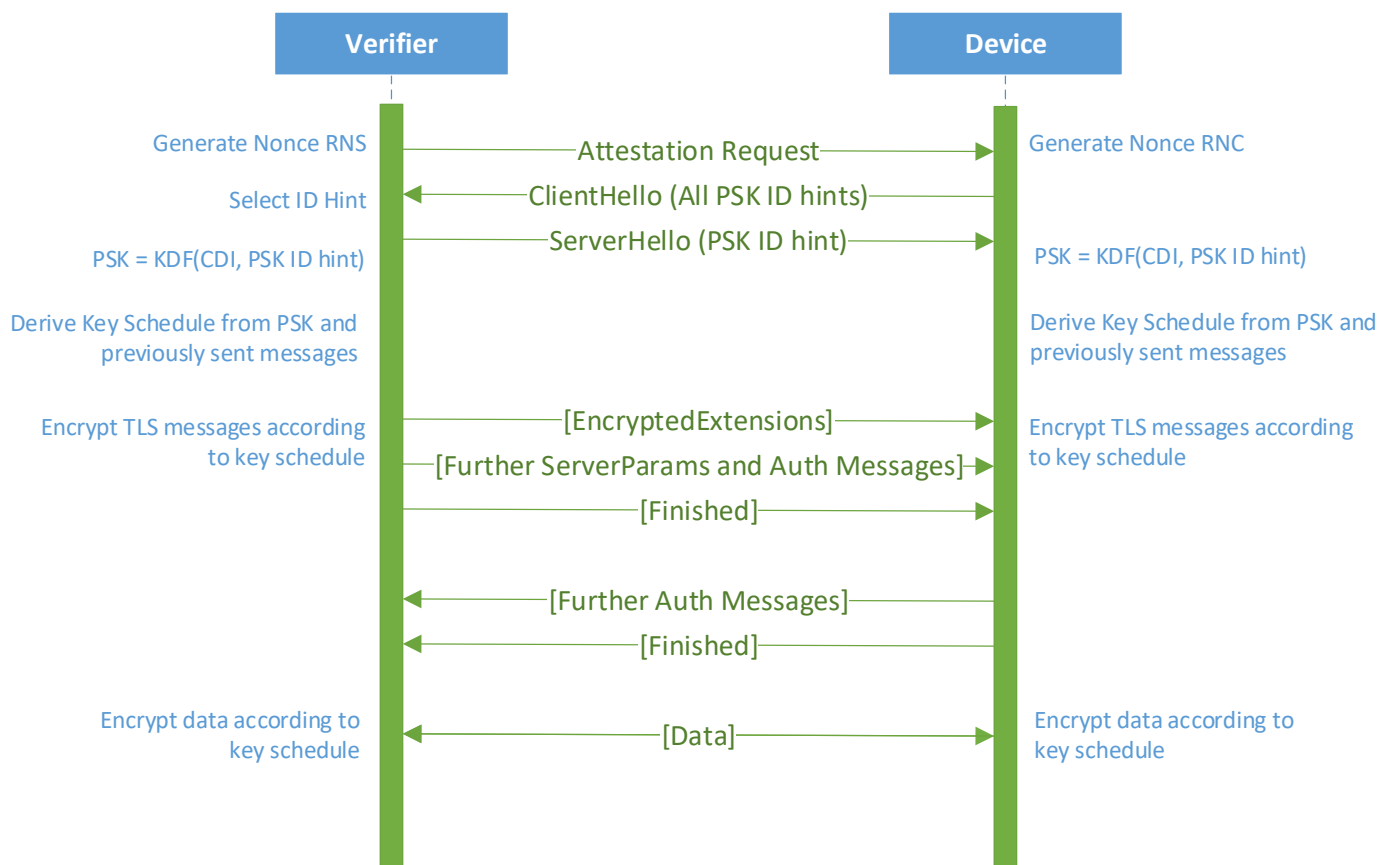 Verifier
Device
Generate Nonce RNS
Attestation Request
Generate Nonce RNC
Select ID Hint
ClientHello (All PSK ID hints)
ServerHello (PSK ID hint)
PSK = KDF(CDI, PSK ID hint)
PSK = KDF(CDI, PSK ID hint)
Derive Key Schedule from PSK and
previously sent messages
Derive Key Schedule from PSK and
previously sent messages
[EncryptedExtensions]
Encrypt TLS messages according
to key schedule
Encrypt TLS messages according
to key schedule
[Further ServerParams and Auth Messages]
[Finished]
[Further Auth Messages]
[Finished]
Encrypt data according to
key schedule
[Data]
Encrypt data according to
key schedule